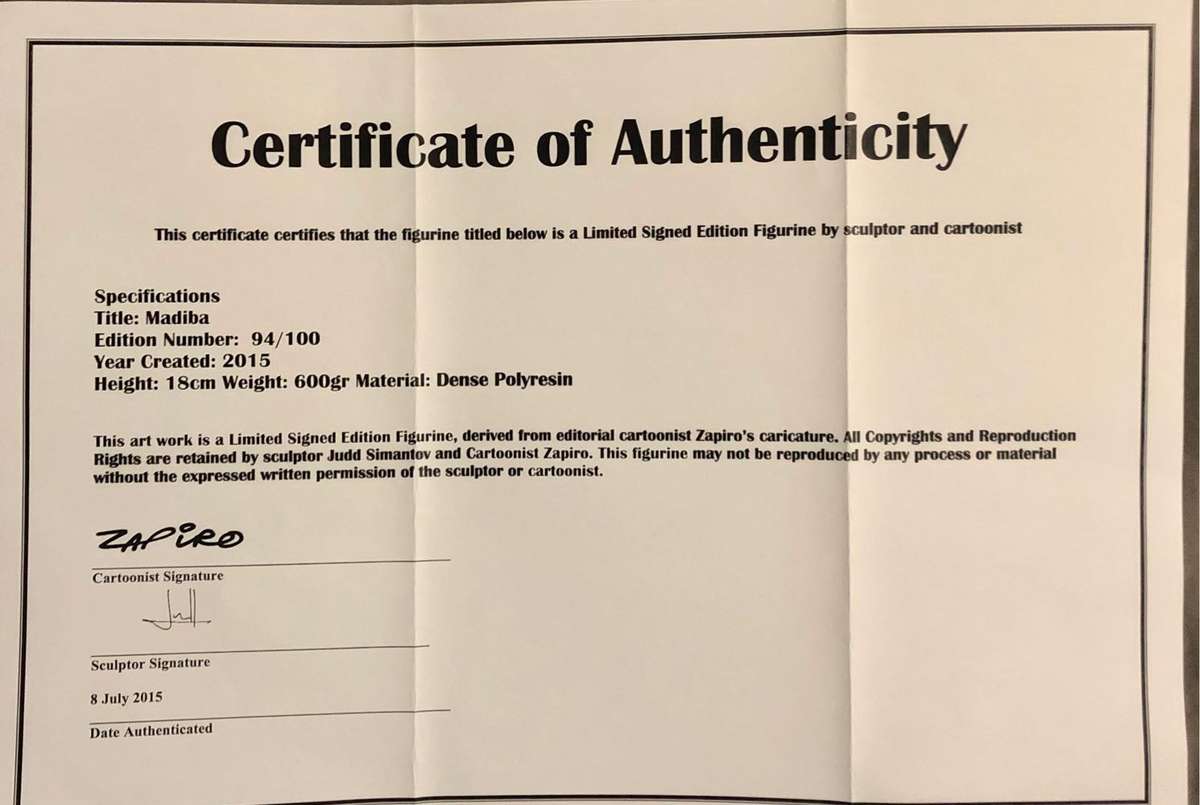 Certificate of Authenticity
This certificate certifies that the figurine titled below is a Limited Signed Edition Figurine by sculptor and cartoonist
Specifications
Title: Madiba
Edition Number: 94/100
Year Created: 2015
Height: 18cm Weight: 600gr Material: Dense Polyresin
This art work is a Limited Signed Edition Figurine, derived from editorial cartoonist Zapiro's caricature. All Copyrights and Reproduction
Rights are retained by sculptor Judd Simantov and Cartoonist Zapiro. This figurine may not be reproduced by any process or material
without the expressed written permission of the sculptor or cartoonist.
ZAPIRO
Cartoonist Signature
Sculptor Signature
8 July 2015
Date Authenticated